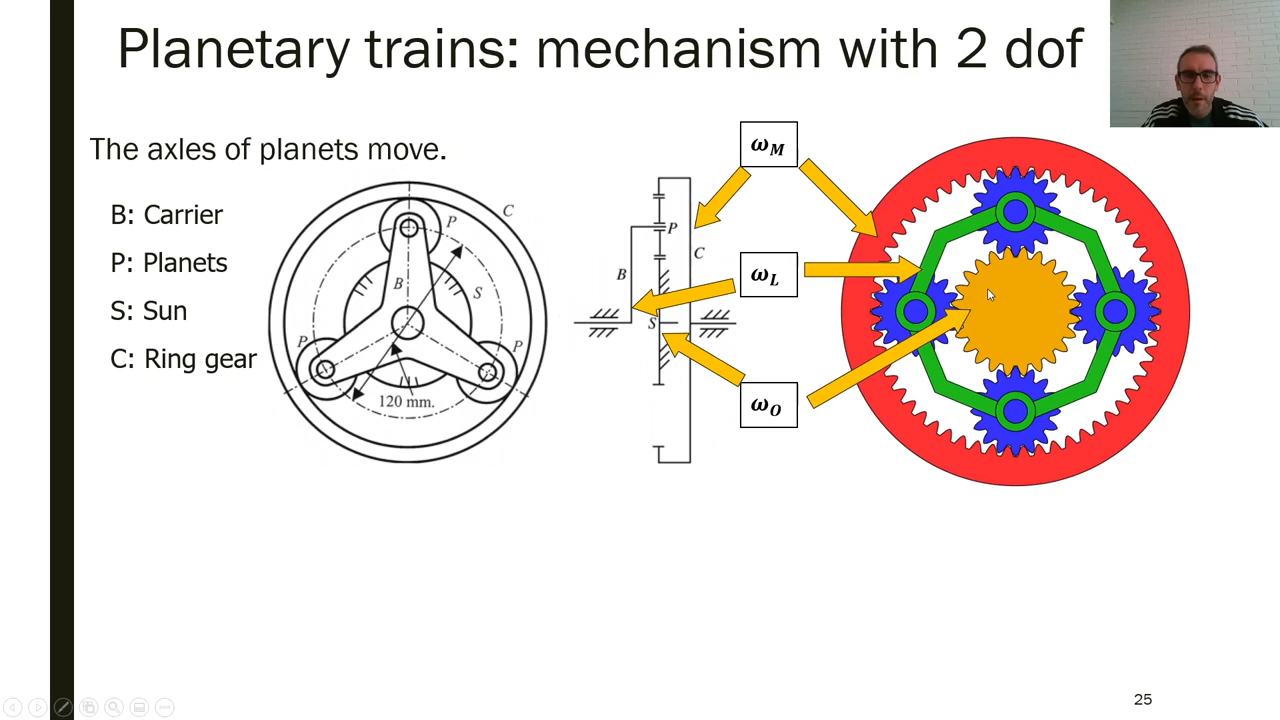 Planetary trains: mechanism with 2 dof
The axles of planets move.
B: Carrier
P: Planets
S: Sun
C: Ring gear
C
P
B
S
P
P
120 mm.
P
C
B
S
ωM
ωL
ωO
25